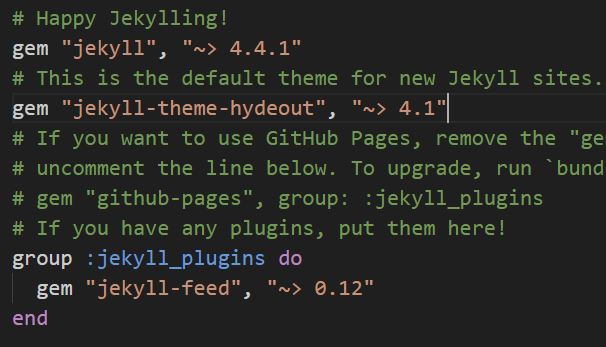 # Happy Jekylling!
gem "jekyll", "~> 4.4.1"
# This is the default theme for new Jekyll sites.
gem "jekyll-theme-hydeout", "~> 4.1"
# If you want to use GitHub Pages, remove the "ge
# uncomment the line below. To upgrade, run `bund
# gem "github-pages", group: :jekyll_plugins
# If you have any plugins, put them here!
group :jekyll_plugins do
  gem "jekyll-feed", "~> 0.12"
end